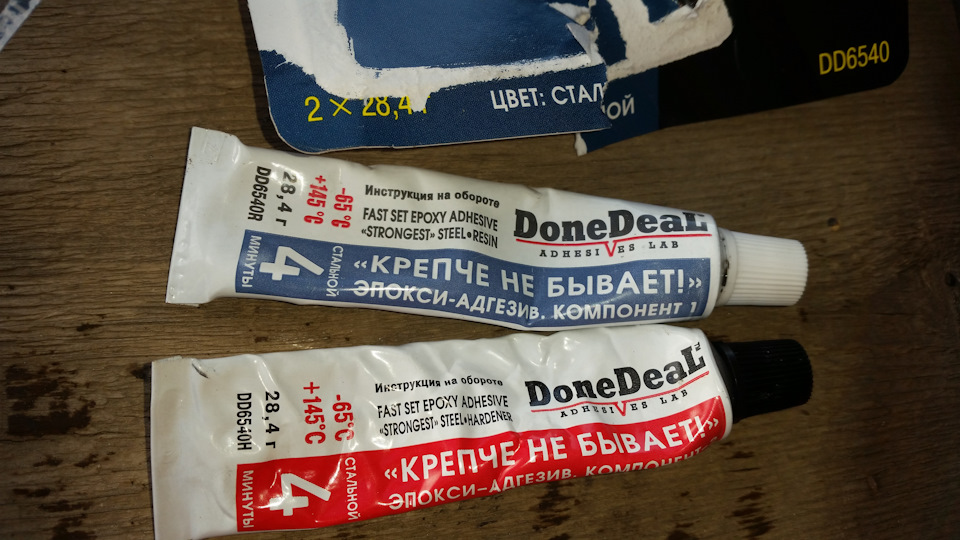 DD6540
2 × 28,4 г
ЦВЕТ: СТАЛЬНОЙ
Инструкция на обороте
FAST SET EPOXY ADHESIVE
«STRONGEST» STEEL•RESIN
DoneDeaL
ADHESIVES LAB
-65°C
+145°C
28,4 г
DD6540R
4
МИНУТЫ
СТАЛЬНОЙ
«КРЕПЧЕ НЕ БЫВАЕТ!»
ЭПОКСИ-АДГЕЗИВ. КОМПОНЕНТ 1
Инструкция на обороте
FAST SET EPOXY ADHESIVE
«STRONGEST» STEEL•HARDENER
DoneDeaL™
ADHESIVES LAB
-65°C
+145°C
28,4 г
DD6540H
4
МИНУТЫ
СТАЛЬНОЙ
«КРЕПЧЕ НЕ БЫВАЕТ!»
ЭПОКСИ-АДГЕЗИВ. КОМПОНЕНТ